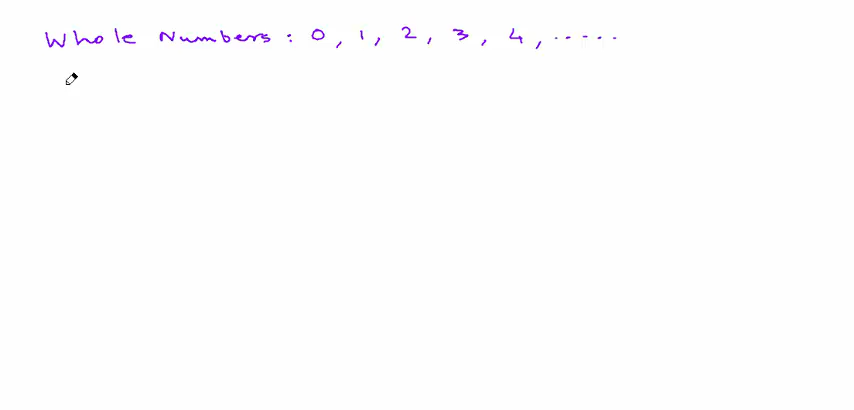 Whole Numbers : 0, 1, 2, 3, 4, .....